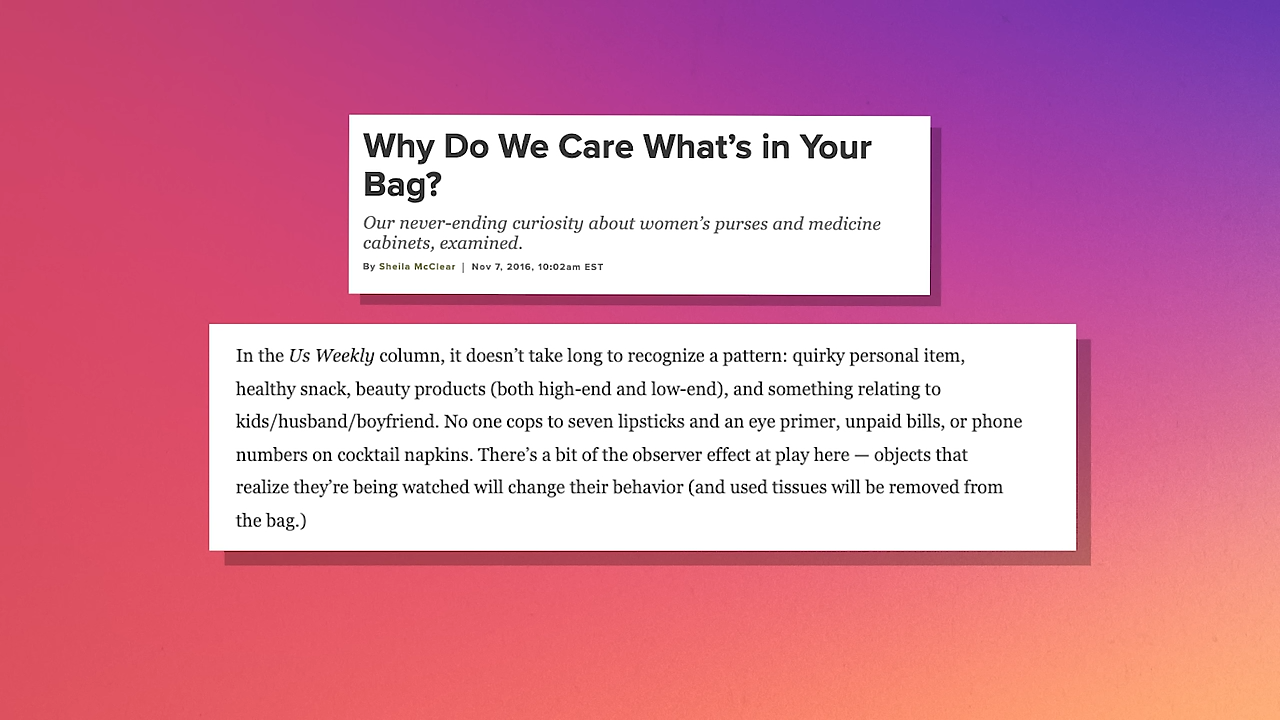 Why Do We Care What’s in Your
Bag?
Our never-ending curiosity about women’s purses and medicine
cabinets, examined.
By Sheila McClear | Nov 7, 2016, 10:02am EST
In the Us Weekly column, it doesn’t take long to recognize a pattern: quirky personal item,
healthy snack, beauty products (both high-end and low-end), and something relating to
kids/husband/boyfriend. No one cops to seven lipsticks and an eye primer, unpaid bills, or phone
numbers on cocktail napkins. There’s a bit of the observer effect at play here — objects that
realize they’re being watched will change their behavior (and used tissues will be removed from
the bag.)